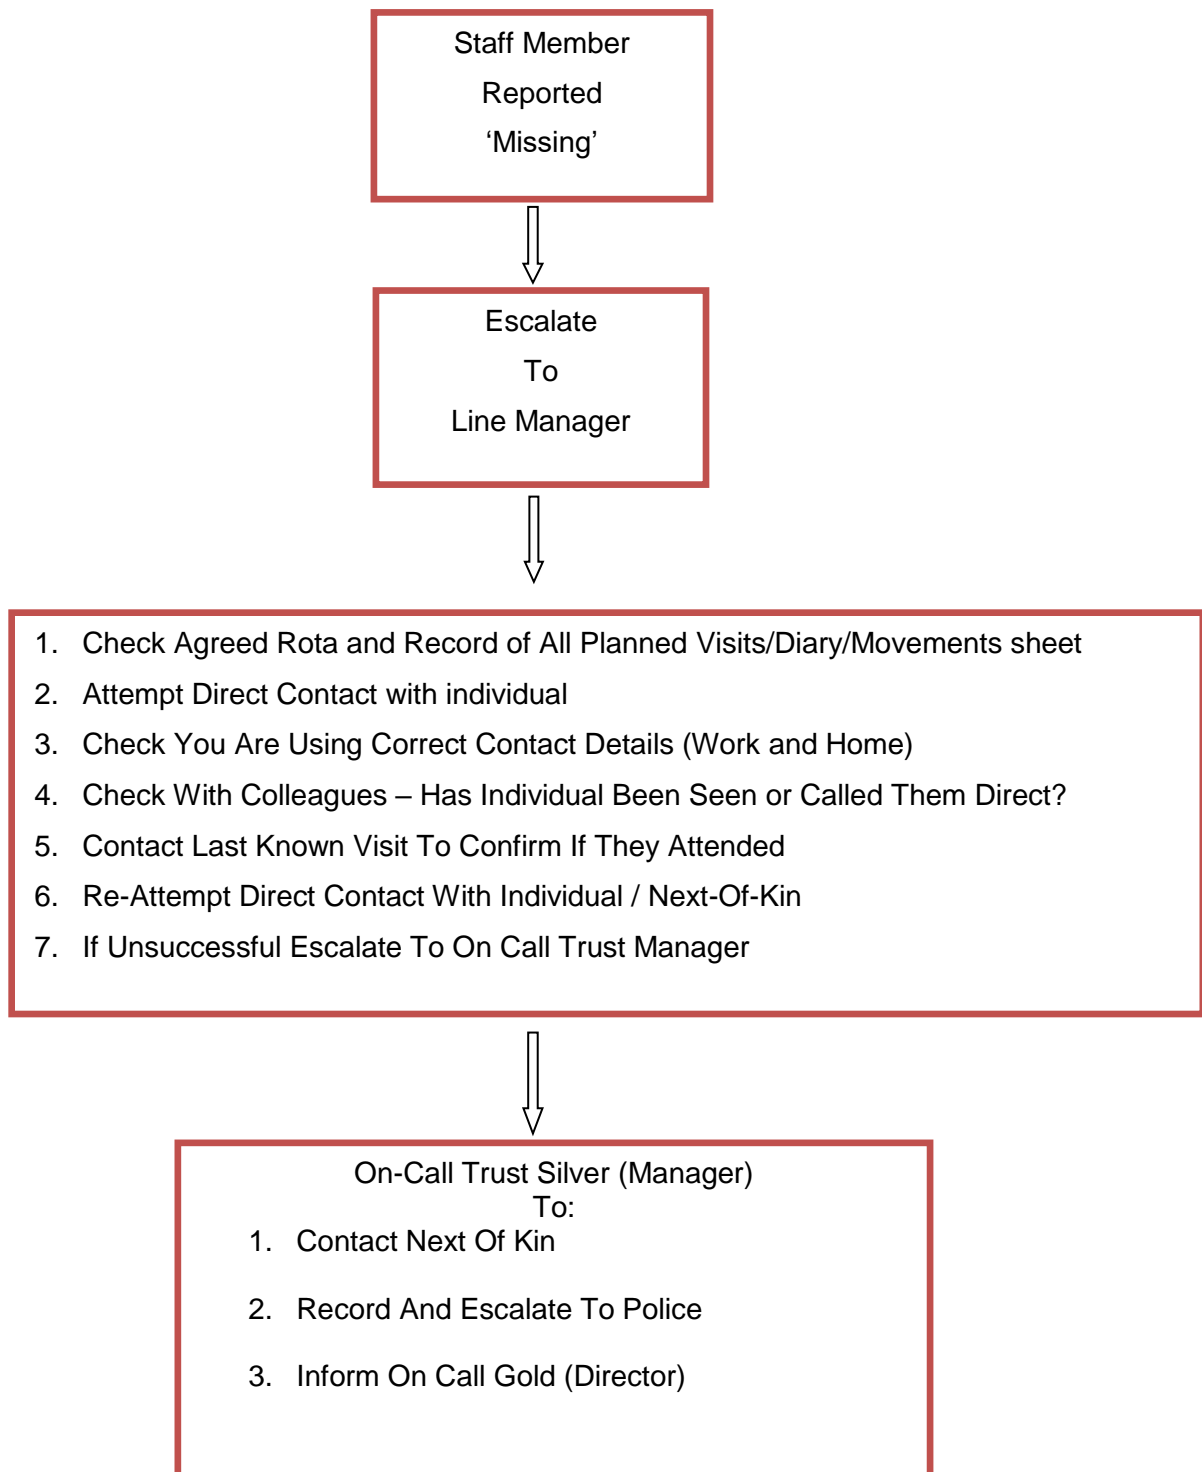 Staff Member
Reported
‘Missing’
Escalate
To
Line Manager
1. Check Agreed Rota and Record of All Planned Visits/Diary/Movements sheet
2. Attempt Direct Contact with individual
3. Check You Are Using Correct Contact Details (Work and Home)
4. Check With Colleagues – Has Individual Been Seen or Called Them Direct?
5. Contact Last Known Visit To Confirm If They Attended
6. Re-Attempt Direct Contact With Individual / Next-Of-Kin
7. If Unsuccessful Escalate To On Call Trust Manager
On-Call Trust Silver (Manager)
To:
1. Contact Next Of Kin
2. Record And Escalate To Police
3. Inform On Call Gold (Director)